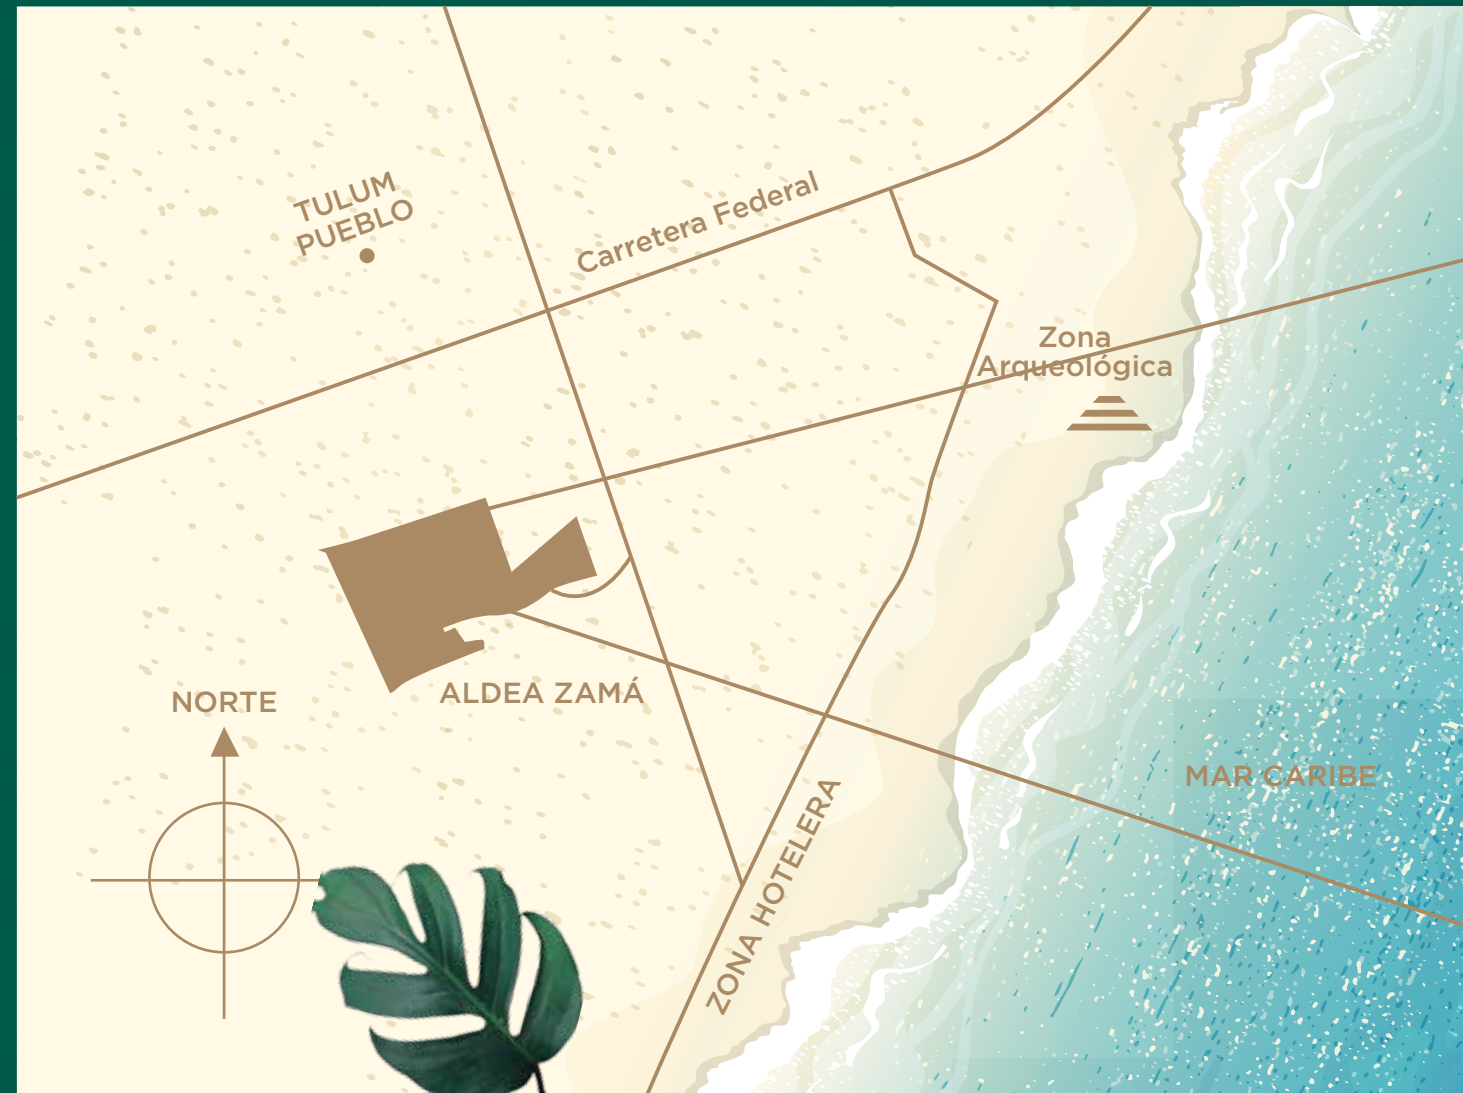 TULUM
PUEBLO
Carretera Federal
Zona
Arqueológica
NORTE
ALDEA ZAMÁ
MAR CARIBE
ZONA HOTELERA